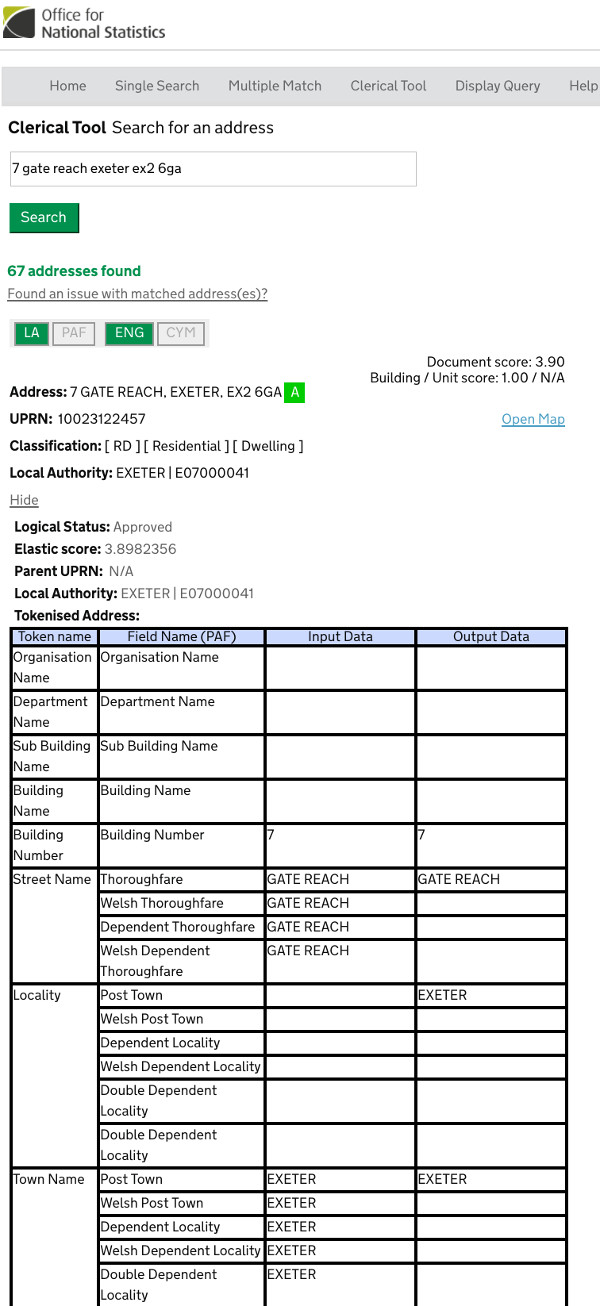 Office for
National Statistics
Home Single Search Multiple Match Clerical Tool Display Query Help
Clerical Tool Search for an address
7 gate reach exeter ex2 6ga
Search
67 addresses found
Found an issue with matched address(es)?
LA PAF ENG CYM
Document score: 3.90
Building / Unit score: 1.00 / N/A
Address: 7 GATE REACH, EXETER, EX2 6GA A
UPRN: 10023122457
Open Map
Classification: [ RD ] [ Residential ] [ Dwelling ]
Local Authority: EXETER | E07000041
Hide
Logical Status: Approved
Elastic score: 3.8982356
Parent UPRN: N/A
Local Authority: EXETER | E07000041
Tokenised Address:
Token name Field Name (PAF) Input Data Output Data
Organisation Name Organisation Name
Department Name Department Name
Sub Building Name Sub Building Name
Building Name Building Name
Building Number Building Number 7 7
Street Name Thoroughfare GATE REACH GATE REACH
Welsh Thoroughfare GATE REACH
Dependent Thoroughfare GATE REACH
Welsh Dependent Thoroughfare GATE REACH
Locality Post Town EXETER
Welsh Post Town
Dependent Locality
Welsh Dependent Locality
Double Dependent Locality
Double Dependent Locality
Town Name Post Town EXETER EXETER
Welsh Post Town EXETER
Dependent Locality EXETER
Welsh Dependent Locality EXETER
Double Dependent Locality EXETER